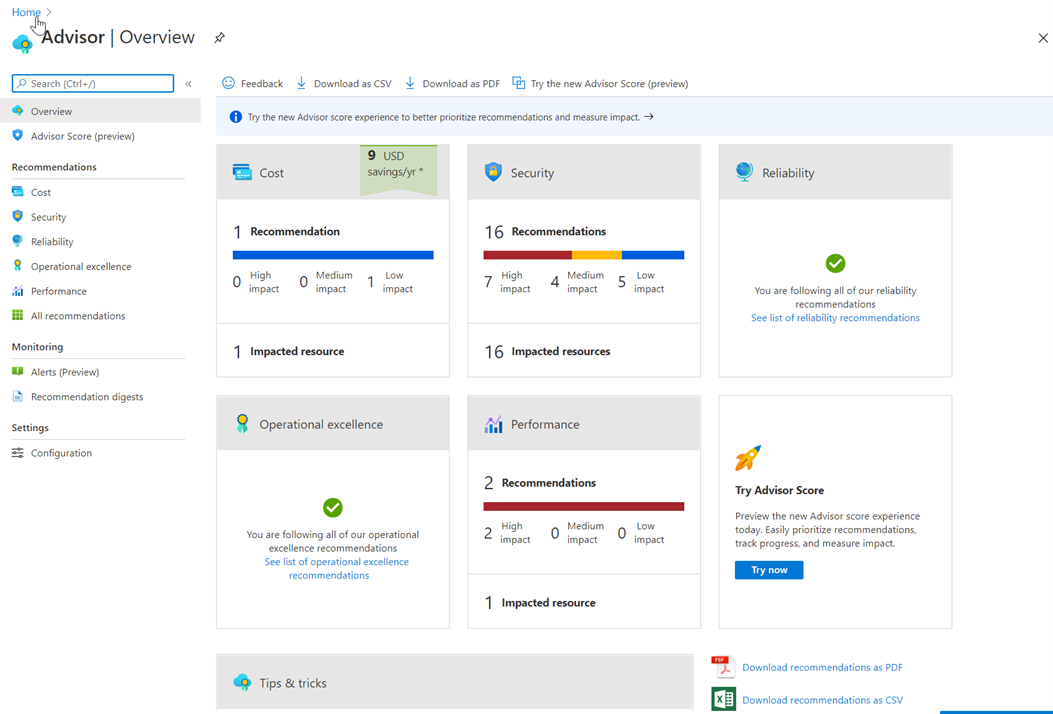 Home
Advisor | Overview
Search (Ctrl+/)
«
Feedback
Download as CSV
Download as PDF
Try the new Advisor Score (preview)
Overview
Advisor Score (preview)
Recommendations
Cost
Security
Reliability
Operational excellence
Performance
All recommendations
Monitoring
Alerts (Preview)
Recommendation digests
Settings
Configuration
Try the new Advisor score experience to better prioritize recommendations and measure impact. →
Cost
9 USD
savings/yr *
1 Recommendation
0 High impact
0 Medium impact
1 Low impact
1 Impacted resource
Security
16 Recommendations
7 High impact
4 Medium impact
5 Low impact
16 Impacted resources
Reliability
You are following all of our reliability
recommendations
See list of reliability recommendations
Operational excellence
You are following all of our operational
excellence recommendations
See list of operational excellence
recommendations
Performance
2 Recommendations
2 High impact
0 Medium impact
0 Low impact
1 Impacted resource
Try Advisor Score
Preview the new Advisor score experience
today. Easily prioritize recommendations,
track progress, and measure impact.
Try now
Tips & tricks
PDF
Download recommendations as PDF
Download recommendations as CSV